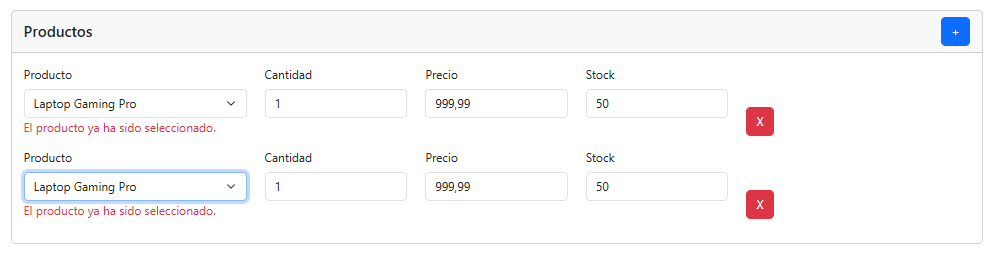 Productos
+
Producto Cantidad Precio Stock
Laptop Gaming Pro 1 999,99 50
El producto ya ha sido seleccionado.
X
Producto Cantidad Precio Stock
Laptop Gaming Pro 1 999,99 50
El producto ya ha sido seleccionado.
X